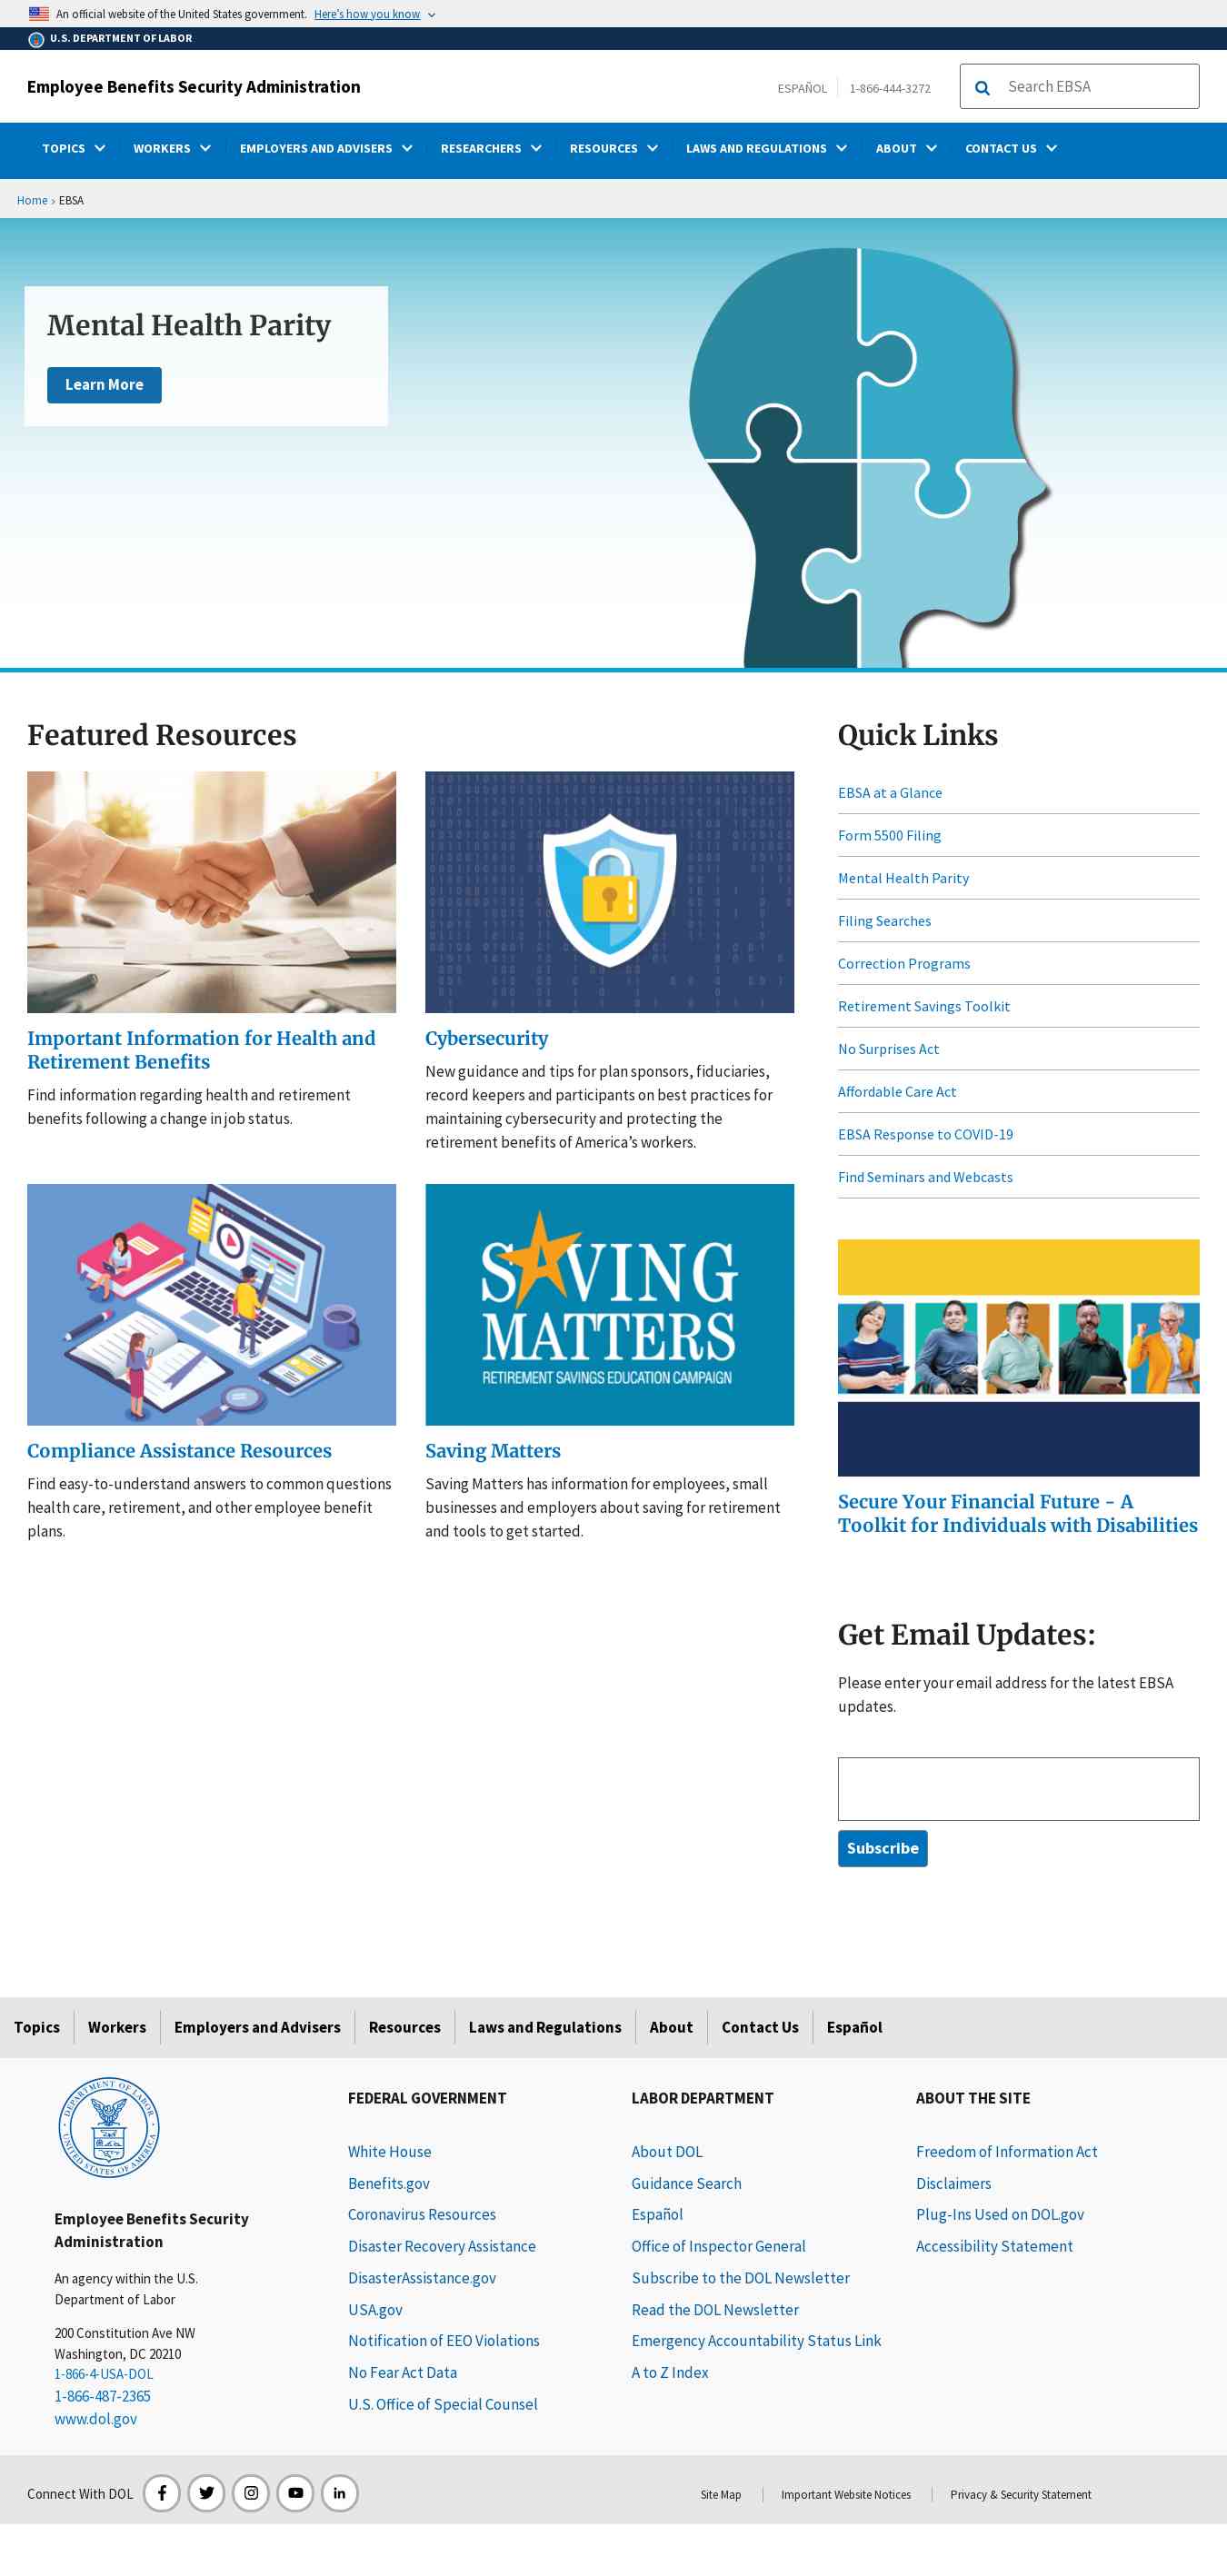 An official website of the United States government. Here's how you know
U.S. DEPARTMENT OF LABOR
Employee Benefits Security Administration
ESPAÑOL
1-866-444-3272
Search EBSA
TOPICS
WORKERS
EMPLOYERS AND ADVISERS
RESEARCHERS
RESOURCES
LAWS AND REGULATIONS
ABOUT
CONTACT US
Home › EBSA
Mental Health Parity
Learn More
Featured Resources
Important Information for Health and
Retirement Benefits
Find information regarding health and retirement
benefits following a change in job status.
Cybersecurity
New guidance and tips for plan sponsors, fiduciaries,
record keepers and participants on best practices for
maintaining cybersecurity and protecting the
retirement benefits of America’s workers.
Compliance Assistance Resources
Find easy-to-understand answers to common questions
health care, retirement, and other employee benefit
plans.
SAVING
MATTERS
RETIREMENT SAVINGS EDUCATION CAMPAIGN
Saving Matters
Saving Matters has information for employees, small
businesses and employers about saving for retirement
and tools to get started.
Quick Links
EBSA at a Glance
Form 5500 Filing
Mental Health Parity
Filing Searches
Correction Programs
Retirement Savings Toolkit
No Surprises Act
Affordable Care Act
EBSA Response to COVID-19
Find Seminars and Webcasts
Secure Your Financial Future - A
Toolkit for Individuals with Disabilities
Get Email Updates:
Please enter your email address for the latest EBSA
updates.
Subscribe
Topics
Workers
Employers and Advisers
Resources
Laws and Regulations
About
Contact Us
Español
DEPARTMENT OF LABOR
UNITED STATES OF AMERICA
Employee Benefits Security
Administration
An agency within the U.S.
Department of Labor
200 Constitution Ave NW
Washington, DC 20210
1-866-4-USA-DOL
1-866-487-2365
www.dol.gov
FEDERAL GOVERNMENT
White House
Benefits.gov
Coronavirus Resources
Disaster Recovery Assistance
DisasterAssistance.gov
USA.gov
Notification of EEO Violations
No Fear Act Data
U.S. Office of Special Counsel
LABOR DEPARTMENT
About DOL
Guidance Search
Español
Office of Inspector General
Subscribe to the DOL Newsletter
Read the DOL Newsletter
Emergency Accountability Status Link
A to Z Index
ABOUT THE SITE
Freedom of Information Act
Disclaimers
Plug-Ins Used on DOL.gov
Accessibility Statement
Connect With DOL
Site Map
Important Website Notices
Privacy & Security Statement